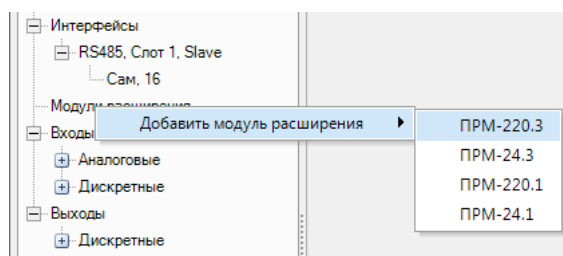 Интерфейсы
RS485, Слот 1, Slave
Сам, 16
Модули расширения
Добавить модуль расширения
ПРМ-220.3
ПРМ-24.3
ПРМ-220.1
ПРМ-24.1
Входы
Аналоговые
Дискретные
Выходы
Дискретные